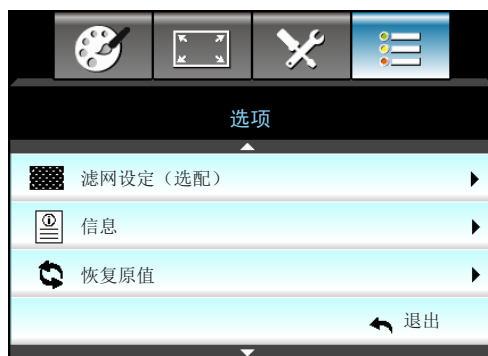 选项
滤网设定（选配）
信息
恢复原值
退出